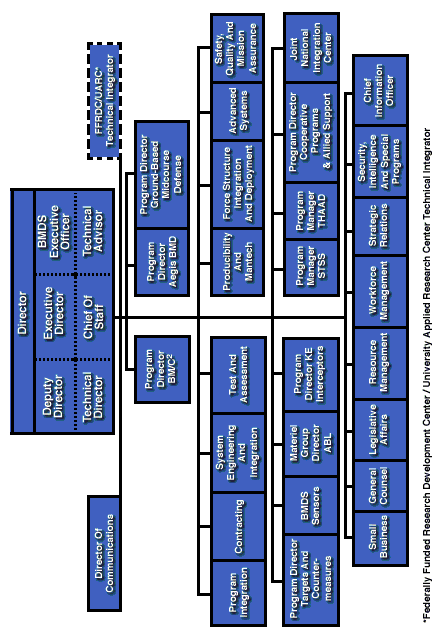 Director
Deputy
Director
Executive
Director
BMDS
Executive
Officer
Technical
Director
Chief Of
Staff
Technical
Advisor
Director Of
Communications
FFRDC/UARC*
Technical Integrator
Program
Director
BM/C²
Program
Director
Aegis BMD
Program Director
Ground-Based
Midcourse
Defense
Program
Integration
Contracting
System
Engineering
And
Integration
Test And
Assessment
Producibility
And
Mantech
Force Structure
Integration
And Deployment
Advanced
Systems
Safety,
Quality And
Mission
Assurance
Program Director
Targets And
Counter-
measures
BMDS
Sensors
Materiel
Group
Director
ABL
Program
Director KE
Interceptors
Program
Manager
STSS
Program
Manager
THAAD
Program Director
Cooperative
Programs
& Allied Support
Joint
National
Integration
Center
Small
Business
General
Counsel
Legislative
Affairs
Resource
Management
Workforce
Management
Strategic
Relations
Security,
Intelligence
And Special
Programs
Chief
Information
Officer
*Federally Funded Research Development Center / University Applied Research Center Technical Integrator